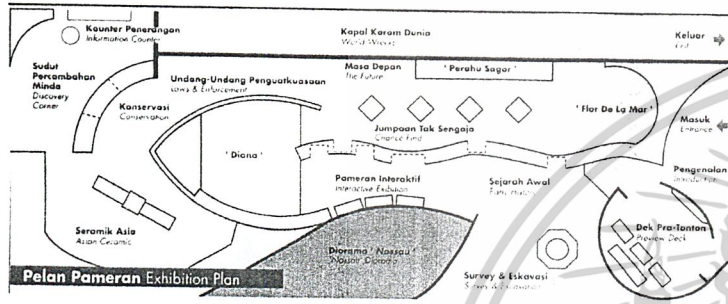 Kaunter Penerangan
Information Counter
Kapal Karam Dunia
World Wreck
Keluar
Exit
Sudut
Percambahan
Minda
Discovery
Corner
Undang-Undang Penguatkuasaan
Laws & Enforcement
Masa Depan
The Future
' Perahu Sagor '
Konservasi
Conservation
' Flor De La Mar '
Masuk
Entrance
Jumpaan Tak Sengaja
Chance Find
' Diana '
Pengenalan
Introduction
Pameran Interaktif
Interactive Exibition
Sejarah Awal
Seramik Asia
Asian Ceramic
Dek Pra-Tonton
Preview Deck
Diorama ' Nassau '
'Nassau' Diorama
Survey & Eskavasi
Pelan Pameran Exhibition Plan